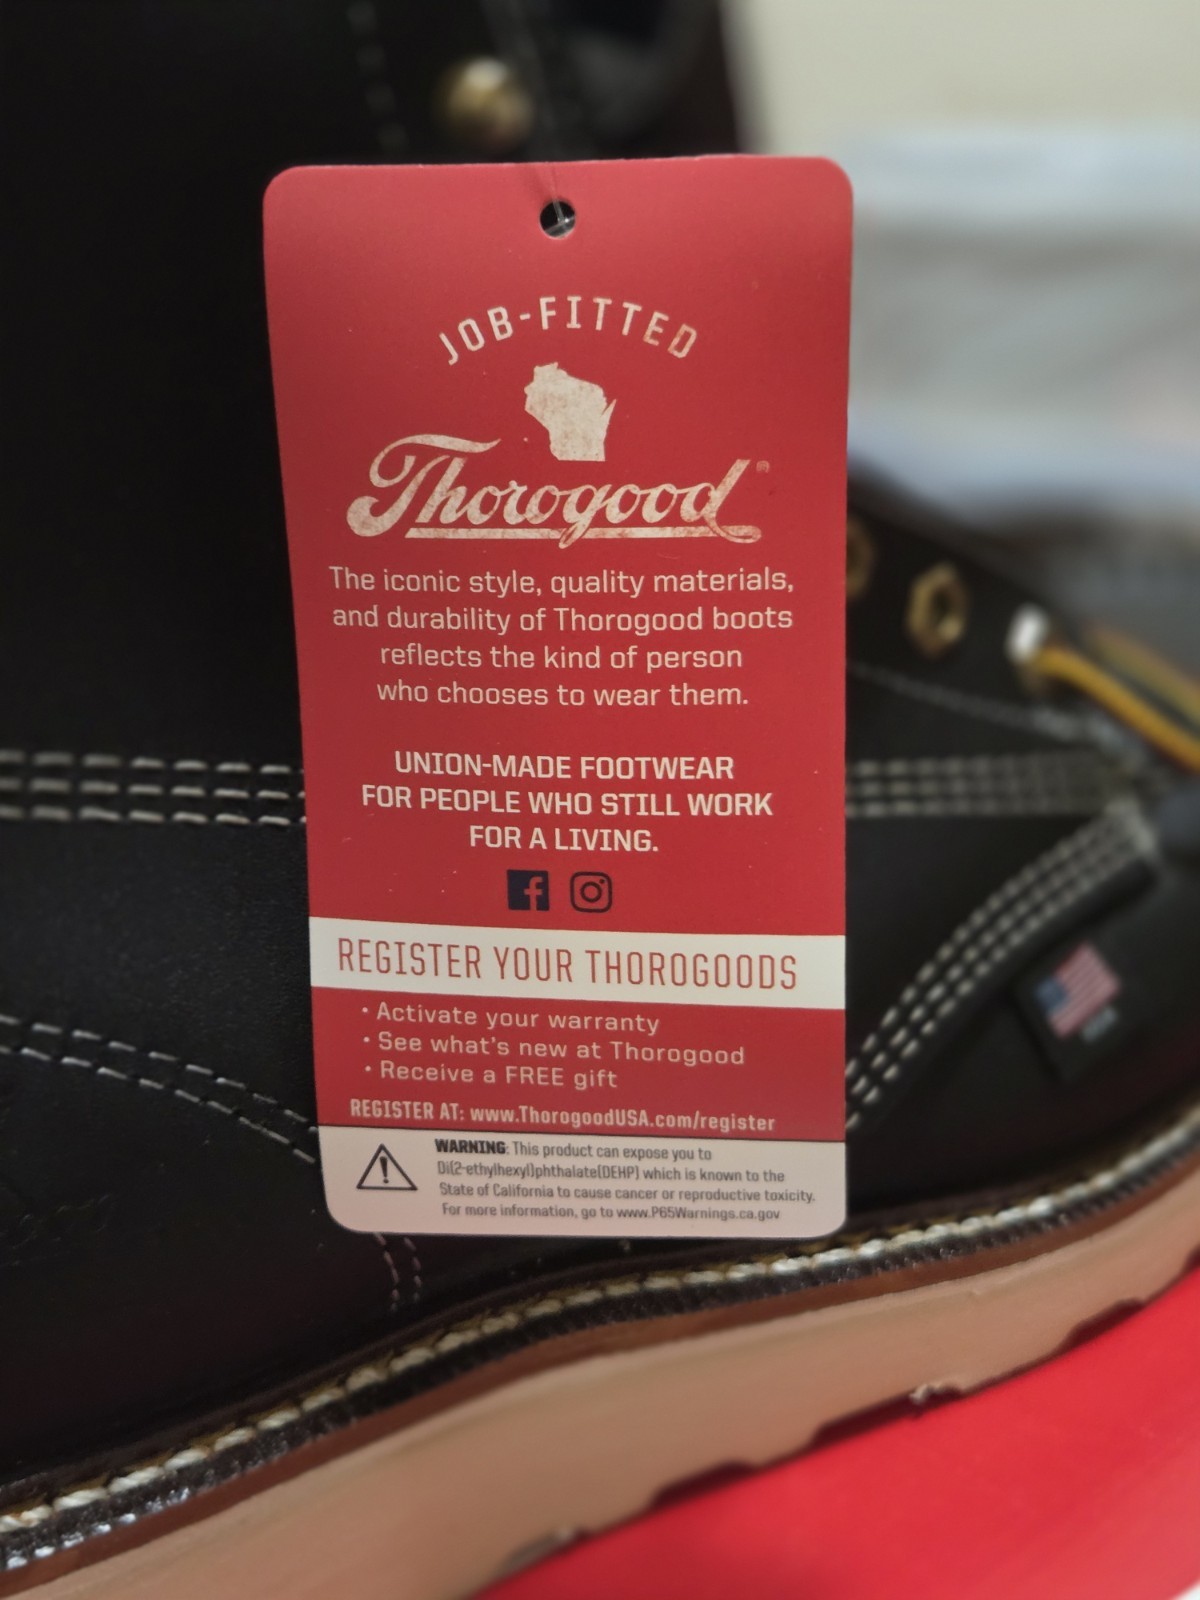 JOB-FITTED
Thorogood®
The iconic style, quality materials,
and durability of Thorogood boots
reflects the kind of person
who chooses to wear them.
UNION-MADE FOOTWEAR
FOR PEOPLE WHO STILL WORK
FOR A LIVING.
REGISTER YOUR THOROGOODS
• Activate your warranty
• See what's new at Thorogood
• Receive a FREE gift
REGISTER AT: www.ThorogoodUSA.com/register
WARNING: This product can expose you to
Di(2-ethylhexyl)phthalate(DEHP) which is known to the
State of California to cause cancer or reproductive toxicity.
For more information, go to www.P65Warnings.ca.gov